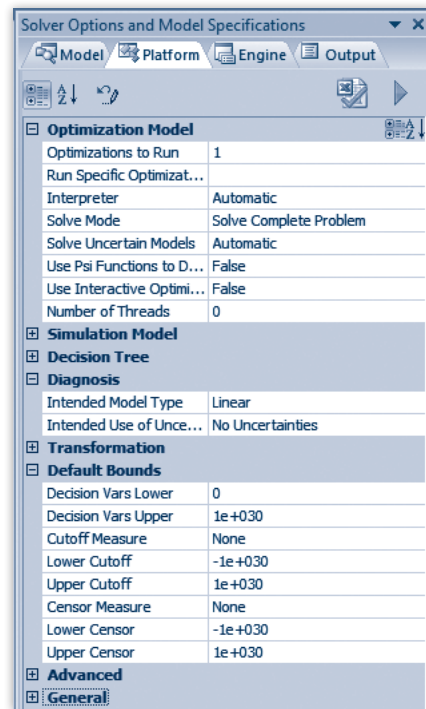 Solver Options and Model Specifications
Model Platform Engine Output
Optimization Model
Optimizations to Run 1
Run Specific Optimizat...
Interpreter Automatic
Solve Mode Solve Complete Problem
Solve Uncertain Models Automatic
Use Psi Functions to D... False
Use Interactive Optimi... False
Number of Threads 0
Simulation Model
Decision Tree
Diagnosis
Intended Model Type Linear
Intended Use of Unce... No Uncertainties
Transformation
Default Bounds
Decision Vars Lower 0
Decision Vars Upper 1e+030
Cutoff Measure None
Lower Cutoff -1e+030
Upper Cutoff 1e+030
Censor Measure None
Lower Censor -1e+030
Upper Censor 1e+030
Advanced
General